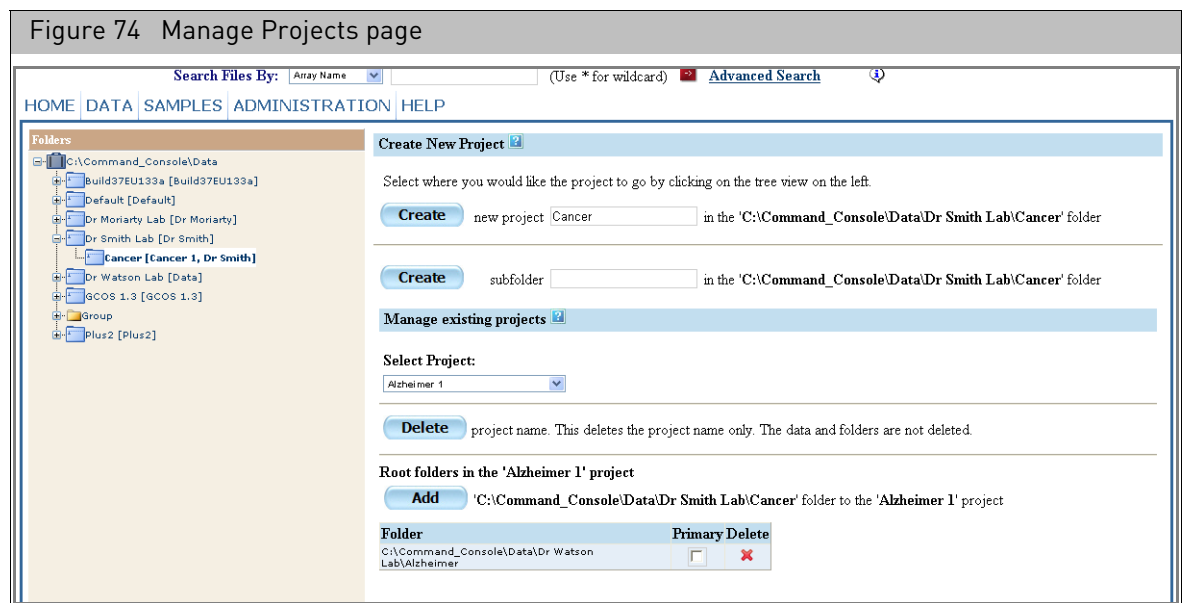 Figure 74 Manage Projects page
Search Files By: Array Name (Use * for wildcard) Advanced Search
HOME DATA SAMPLES ADMINISTRATION HELP
Folders
C:\Command_Console\Data
Build37EU133a [Build37EU133a]
Default [Default]
Dr Moriarty Lab [Dr Moriarty]
Dr Smith Lab [Dr Smith]
Cancer [Cancer 1, Dr Smith]
Dr Watson Lab [Data]
GCOS 1.3 [GCOS 1.3]
Group
Plus2 [Plus2]
Create New Project ?
Select where you would like the project to go by clicking on the tree view on the left.
Create new project Cancer in the 'C:\Command_Console\Data\Dr Smith Lab\Cancer' folder
Create subfolder in the 'C:\Command_Console\Data\Dr Smith Lab\Cancer' folder
Manage existing projects ?
Select Project:
Alzheimer 1
Delete project name. This deletes the project name only. The data and folders are not deleted.
Root folders in the 'Alzheimer 1' project
Add 'C:\Command_Console\Data\Dr Smith Lab\Cancer' folder to the 'Alzheimer 1' project
Folder Primary Delete
C:\Command_Console\Data\Dr Watson
Lab\Alzheimer